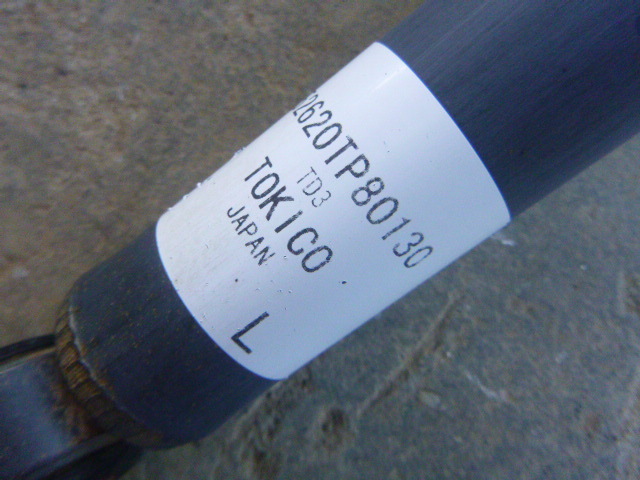 2620TP80130
TD3
TOKICO
JAPAN
L